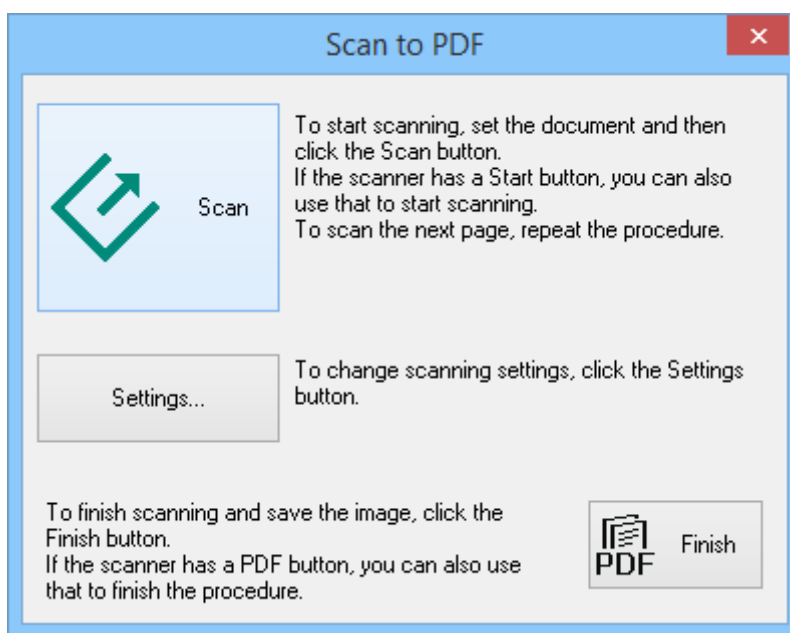 Scan to PDF
Scan
To start scanning, set the document and then
click the Scan button.
If the scanner has a Start button, you can also
use that to start scanning.
To scan the next page, repeat the procedure.
Settings...
To change scanning settings, click the Settings
button.
To finish scanning and save the image, click the
Finish button.
If the scanner has a PDF button, you can also use
that to finish the procedure.
PDF
Finish